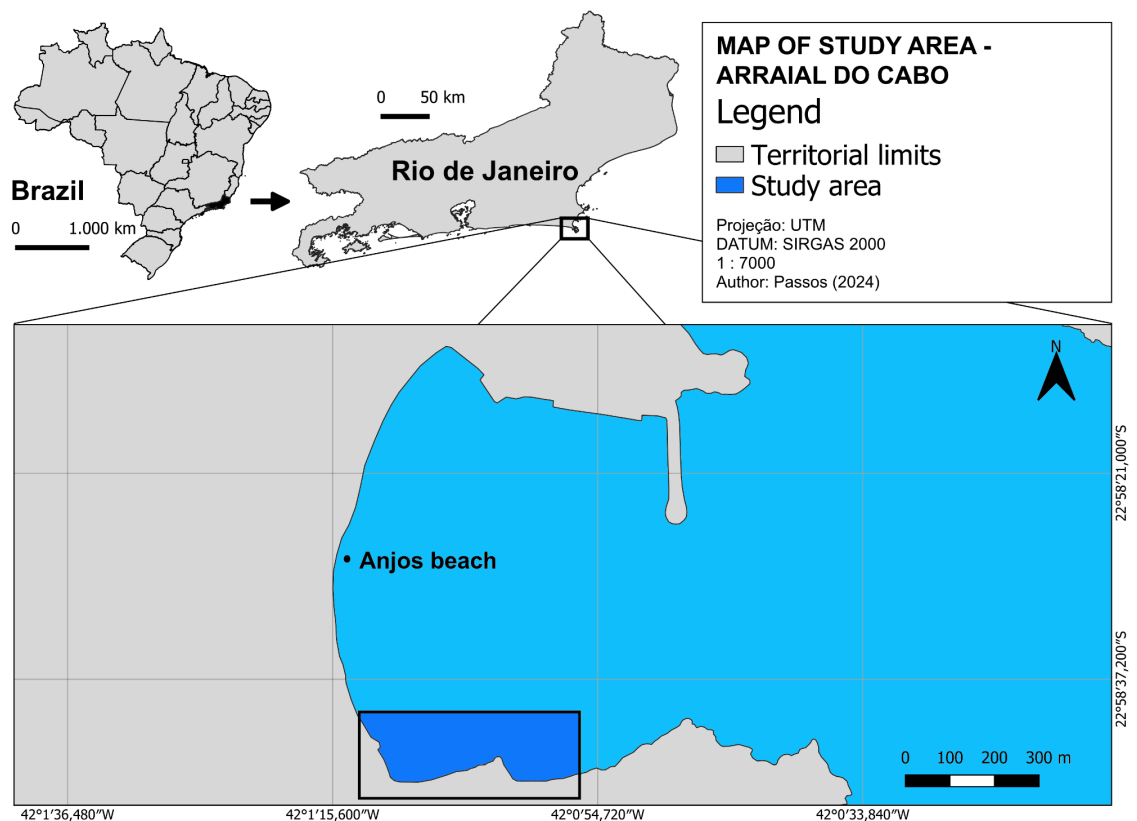 MAP OF STUDY AREA -
ARRAIAL DO CABO
Legend
Territorial limits
Study area
Projeção: UTM
DATUM: SIRGAS 2000
1 : 7000
Author: Passos (2024)
0 50 km
Rio de Janeiro
Brazil
0 1.000 km
N
22°58'21,000"S
Anjos beach
22°58'37,200"S
0 100 200 300 m
42°1'36,480"W 42°1'15,600"W 42°0'54,720"W 42°0'33,840"W